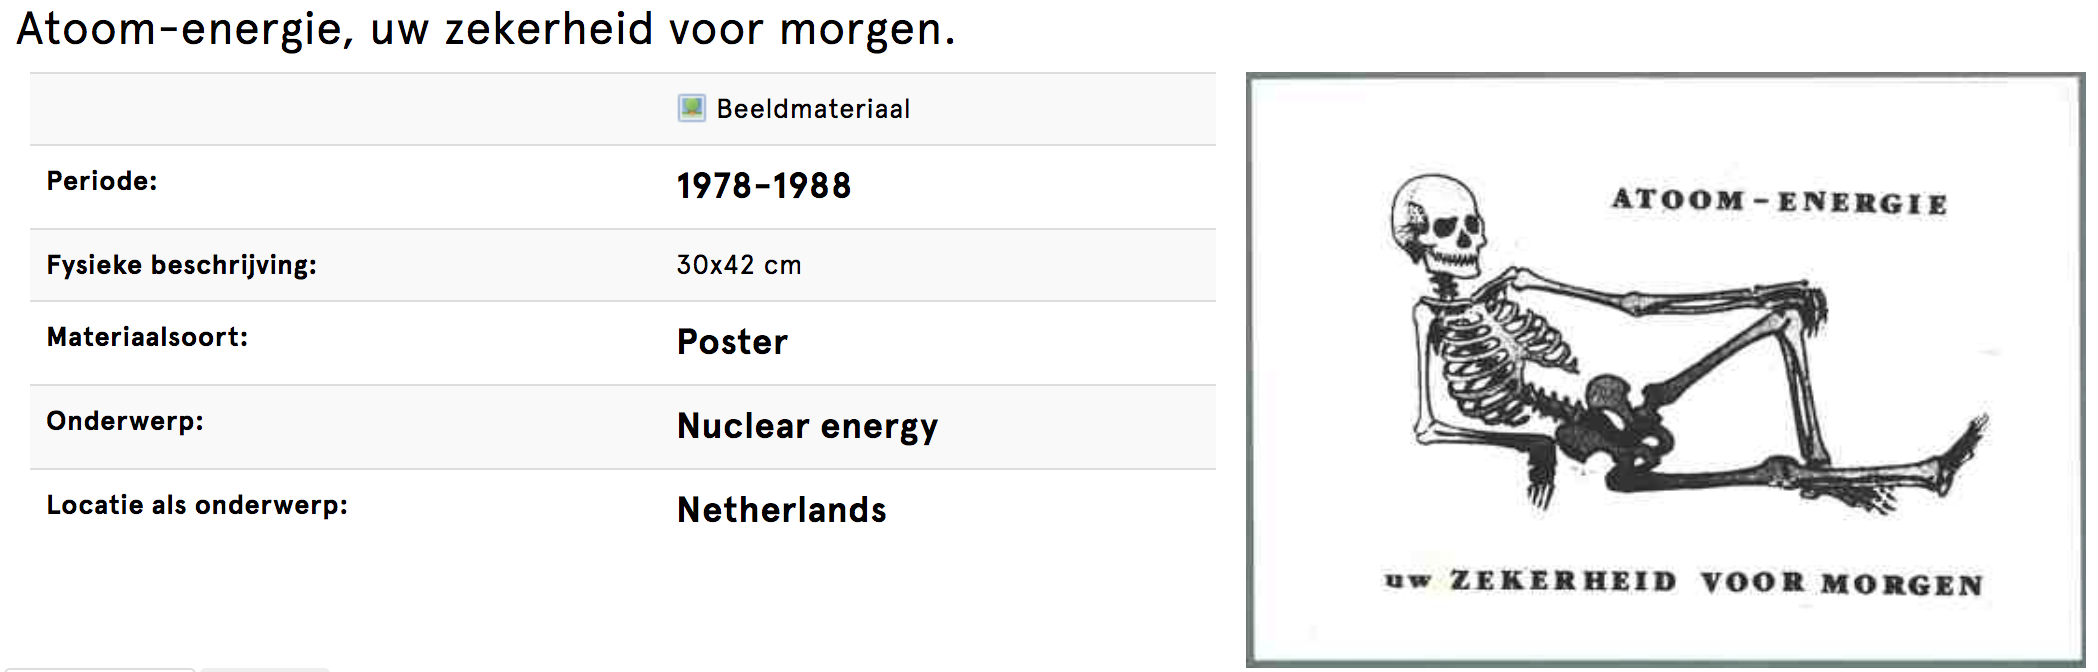 Atoom-energie, uw zekerheid voor morgen.
Beeldmateriaal
Periode: 1978-1988
Fysieke beschrijving: 30x42 cm
Materiaalsoort: Poster
Onderwerp: Nuclear energy
Locatie als onderwerp: Netherlands
ATOOM-ENERGIE
uw ZEKERHEID VOOR MORGEN